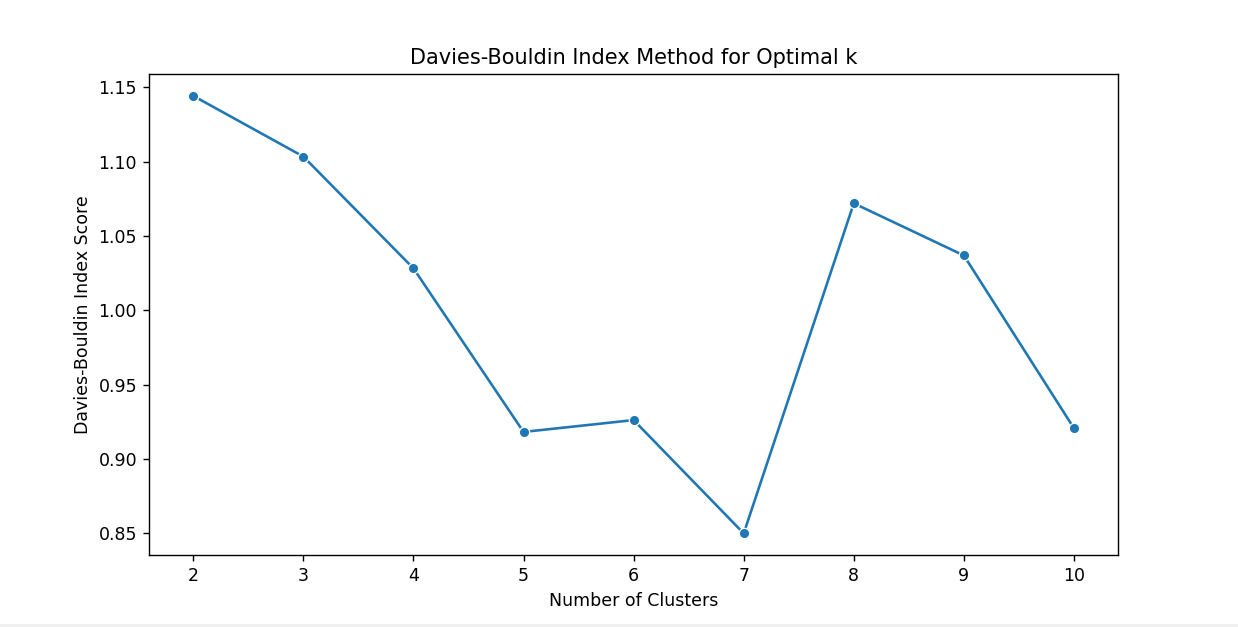 Davies-Bouldin Index Method for Optimal k
Davies-Bouldin Index Score
1.15
1.10
1.05
1.00
0.95
0.90
0.85
2 3 4 5 6 7 8 9 10
Number of Clusters